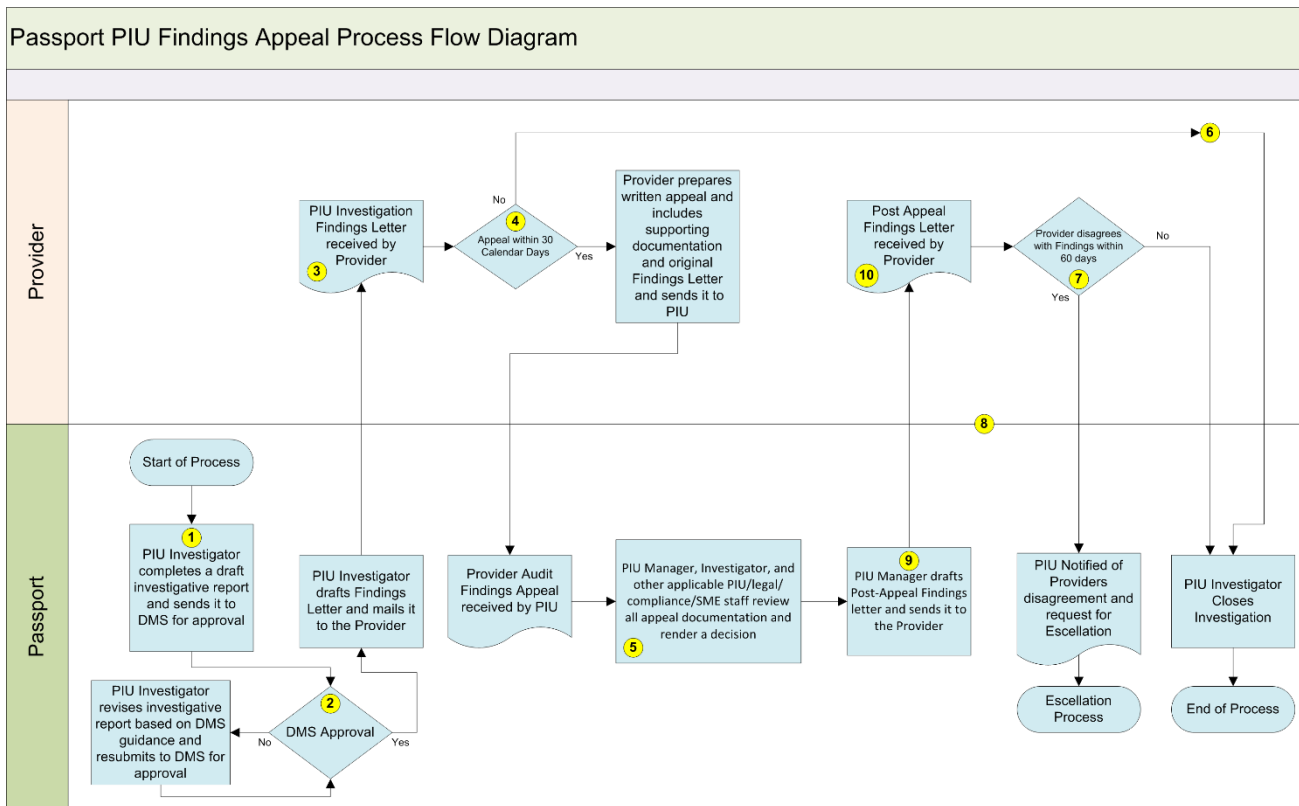 Passport PIU Findings Appeal Process Flow Diagram
Provider
6
No
PIU Investigation
Findings Letter
received by
Provider
3
4
Appeal within 30
Calendar Days
Yes
Provider prepares
written appeal and
includes
supporting
documentation
and original
Findings Letter
and sends it to
PIU
Post Appeal
Findings Letter
received by
Provider
10
Provider disagrees
with Findings within
60 days
7
No
Yes
8
Passport
Start of Process
1
PIU Investigator
completes a draft
investigative report
and sends it to
DMS for approval
PIU Investigator
drafts Findings
Letter and mails it
to the Provider
Provider Audit
Findings Appeal
received by PIU
PIU Manager, Investigator, and
other applicable PIU/legal/
compliance/SME staff review
all appeal documentation and
render a decision
5
9
PIU Manager drafts
Post-Appeal Findings
letter and sends it to
the Provider
PIU Notified of
Providers
disagreement and
request for
Escellation
PIU Investigator
Closes
Investigation
PIU Investigator
revises investigative
report based on DMS
guidance and
resubmits to DMS for
approval
No
2
DMS Approval
Yes
Escellation
Process
End of Process